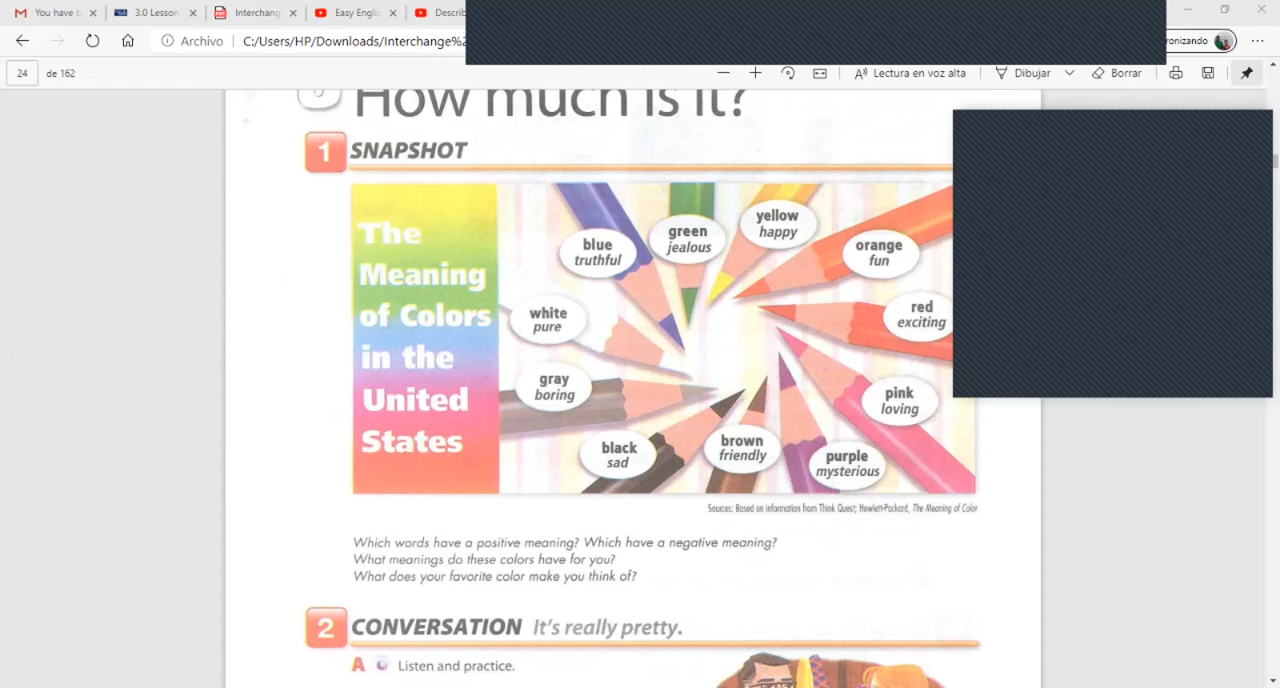 You have b
3.0 Lesson
Interchang
Easy Englis
Describ
Archivo
C:/Users/HP/Downloads/Interchange%2
ronizando
24
de 162
Lectura en voz alta
Dibujar
Borrar
How much is it?
1 SNAPSHOT
The
Meaning
of Colors
in the
United
States
blue
truthful
green
jealous
yellow
happy
orange
fun
white
pure
red
exciting
gray
boring
pink
loving
black
sad
brown
friendly
purple
mysterious
Sources: Based on information from Think Quest; Hewlett-Packard, The Meaning of Color
Which words have a positive meaning? Which have a negative meaning?
What meanings do these colors have for you?
What does your favorite color make you think of?
2 CONVERSATION It's really pretty.
A Listen and practice.